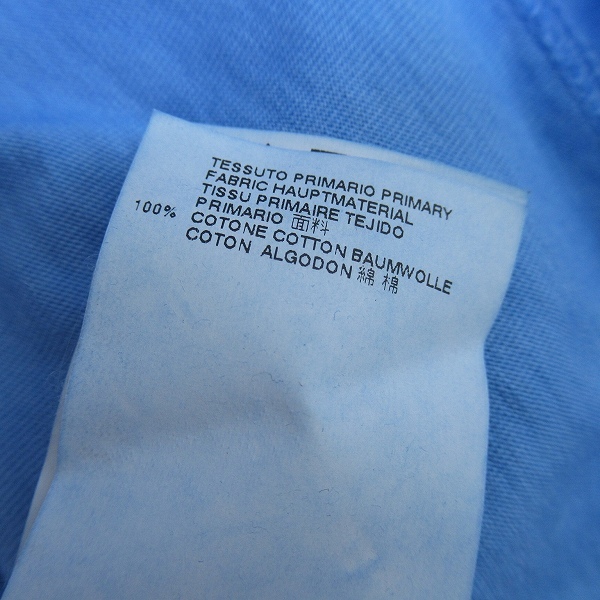 TESSUTO PRIMARIO PRIMARY
FABRIC HAUPTMATERIAL
TISSU PRIMAIRE TEJIDO
PRIMARIO 面料
100% COTONE COTTON BAUMWOLLE
COTON ALGODON 綿 棉